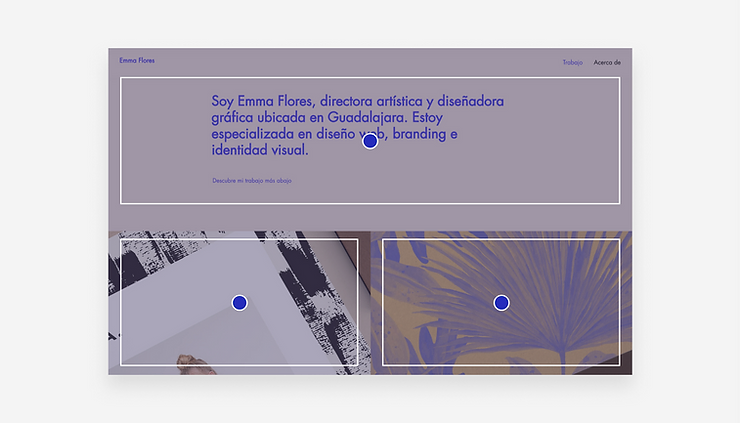 Emma Flores
Trabajo Acerca de
Soy Emma Flores, directora artística y diseñadora
gráfica ubicada en Guadalajara. Estoy
especializada en diseño web, branding e
identidad visual.
Descubre mi trabajo más abajo